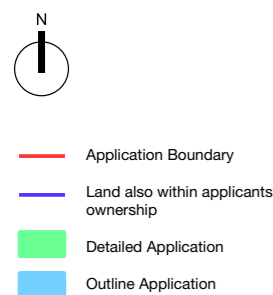 N
Application Boundary
Land also within applicants
ownership
Detailed Application
Outline Application